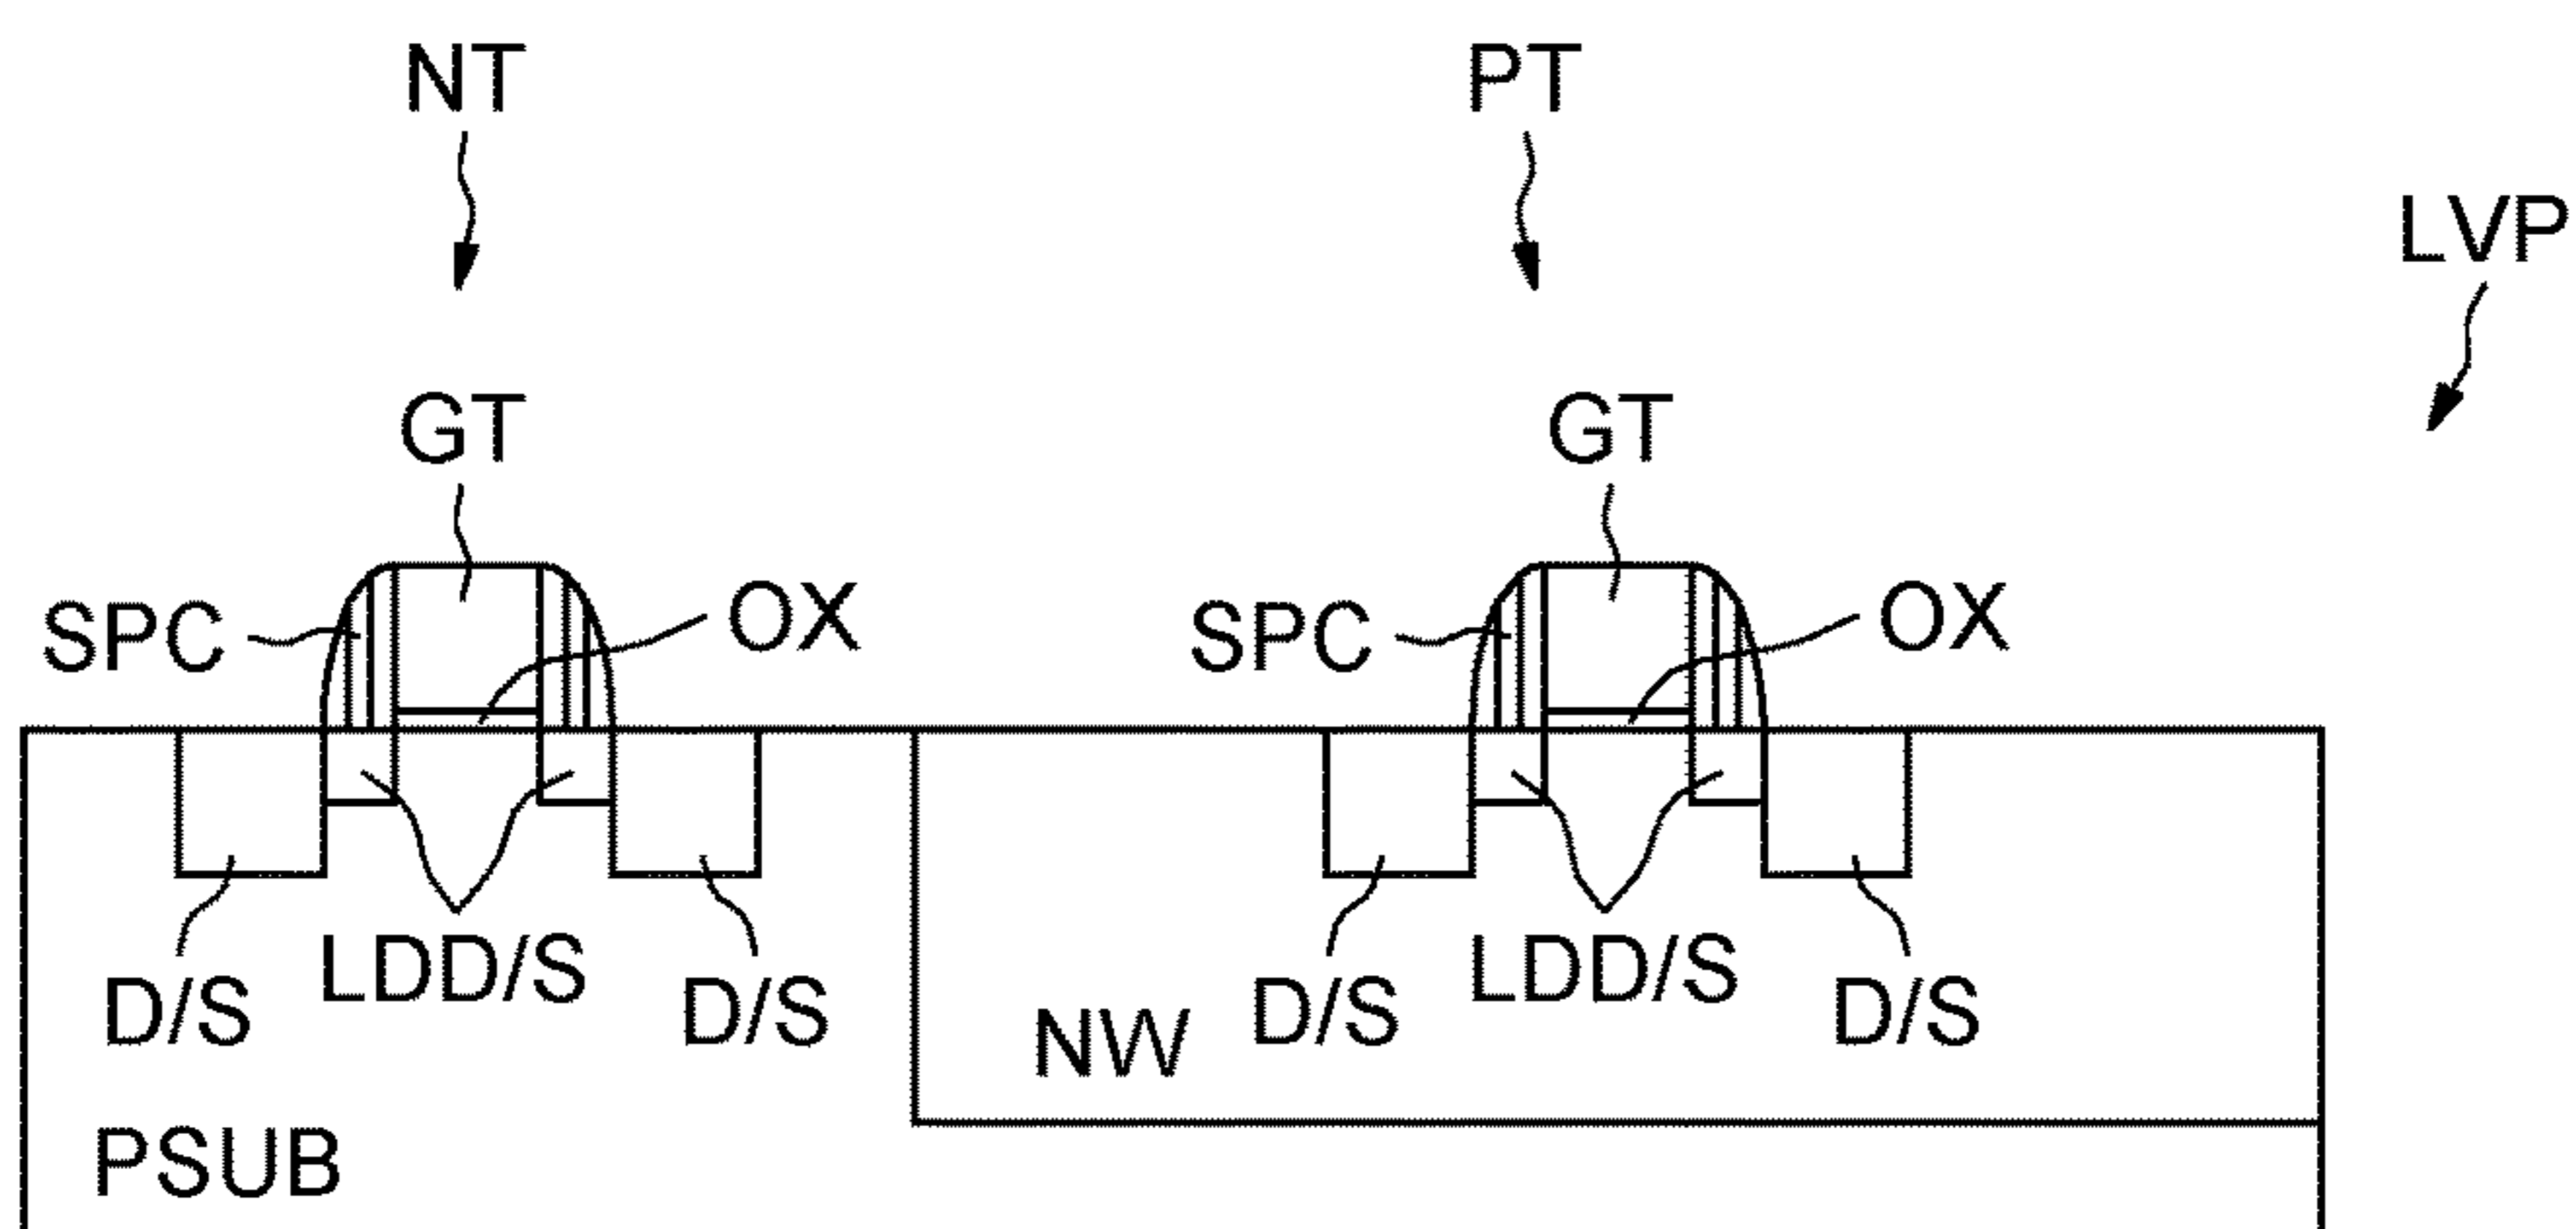 NT
PT
LVP
GT
GT
SPC
OX
SPC
OX
D/S
LDD/S
D/S
D/S
LDD/S
D/S
NW
PSUB